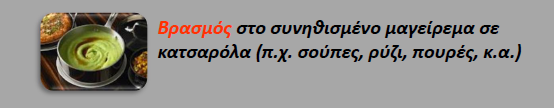 Βρασμός στο συνηθισμένο μαγείρεμα σε
κατσαρόλα (π.χ. σούπες, ρύζι, πουρές, κ.α.)